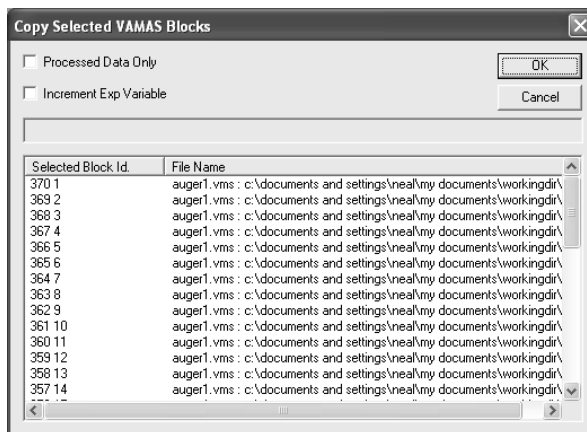 Copy Selected VAMAS Blocks
Processed Data Only
OK
Increment Exp Variable
Cancel
Selected Block Id. File Name
370 1 auger1.vms : c:\documents and settings\neal\my documents\workingdir\
369 2 auger1.vms : c:\documents and settings\neal\my documents\workingdir\
368 3 auger1.vms : c:\documents and settings\neal\my documents\workingdir\
367 4 auger1.vms : c:\documents and settings\neal\my documents\workingdir\
366 5 auger1.vms : c:\documents and settings\neal\my documents\workingdir\
365 6 auger1.vms : c:\documents and settings\neal\my documents\workingdir\
364 7 auger1.vms : c:\documents and settings\neal\my documents\workingdir\
363 8 auger1.vms : c:\documents and settings\neal\my documents\workingdir\
362 9 auger1.vms : c:\documents and settings\neal\my documents\workingdir\
361 10 auger1.vms : c:\documents and settings\neal\my documents\workingdir\
360 11 auger1.vms : c:\documents and settings\neal\my documents\workingdir\
359 12 auger1.vms : c:\documents and settings\neal\my documents\workingdir\
358 13 auger1.vms : c:\documents and settings\neal\my documents\workingdir\
357 14 auger1.vms : c:\documents and settings\neal\my documents\workingdir\